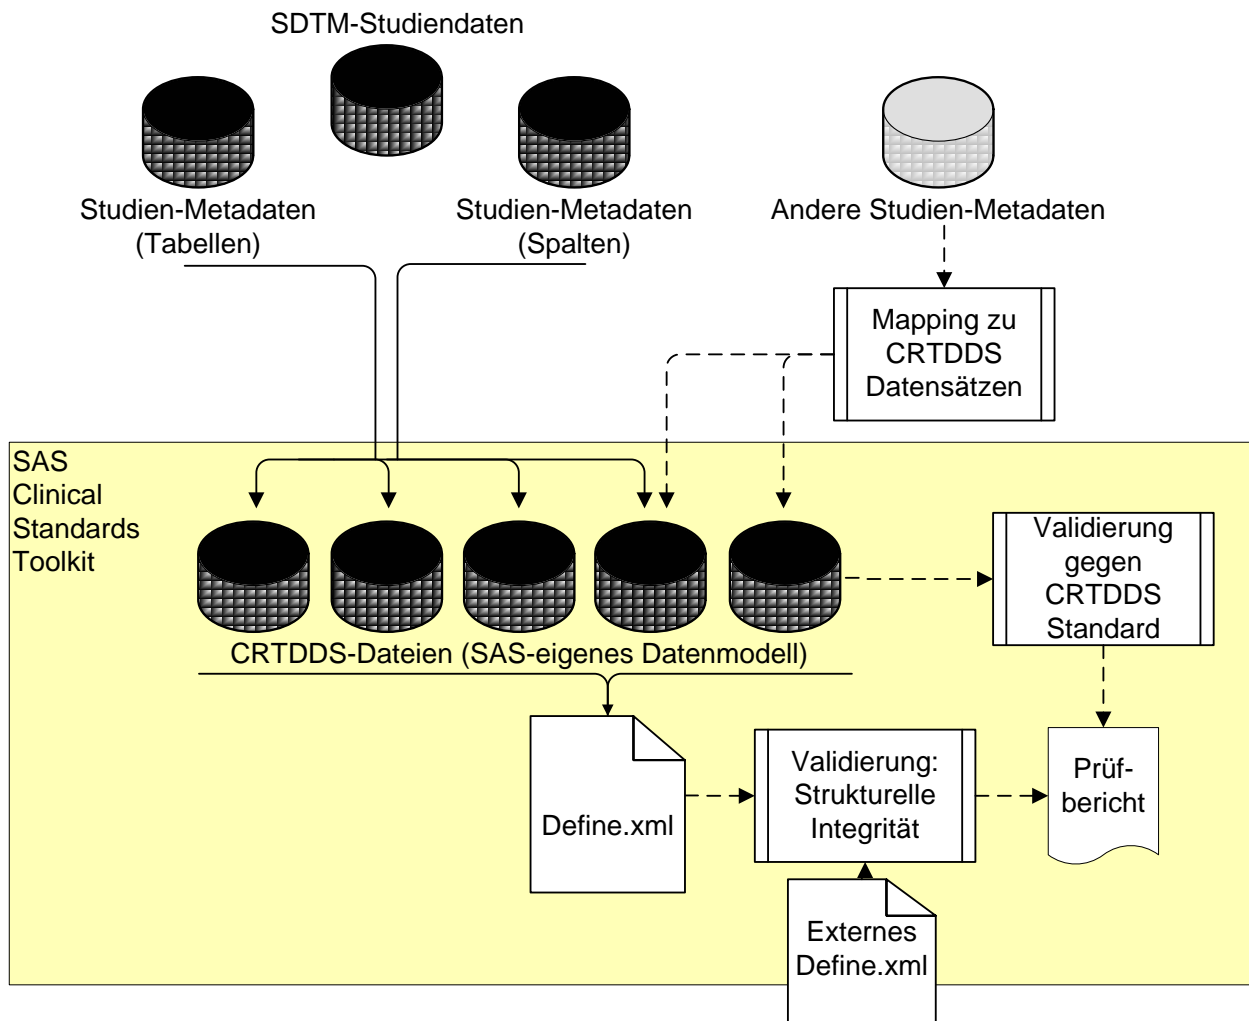 SDTM-Studiendaten
Studien-Metadaten
(Tabellen)
Studien-Metadaten
(Spalten)
Andere Studien-Metadaten
Mapping zu
CRTDDS
Datensätzen
SAS
Clinical
Standards
Toolkit
Validierung
gegen
CRTDDS
Standard
CRTDDS-Dateien (SAS-eigenes Datenmodell)
Define.xml
Validierung:
Strukturelle
Integrität
Prüf-
bericht
Externes
Define.xml